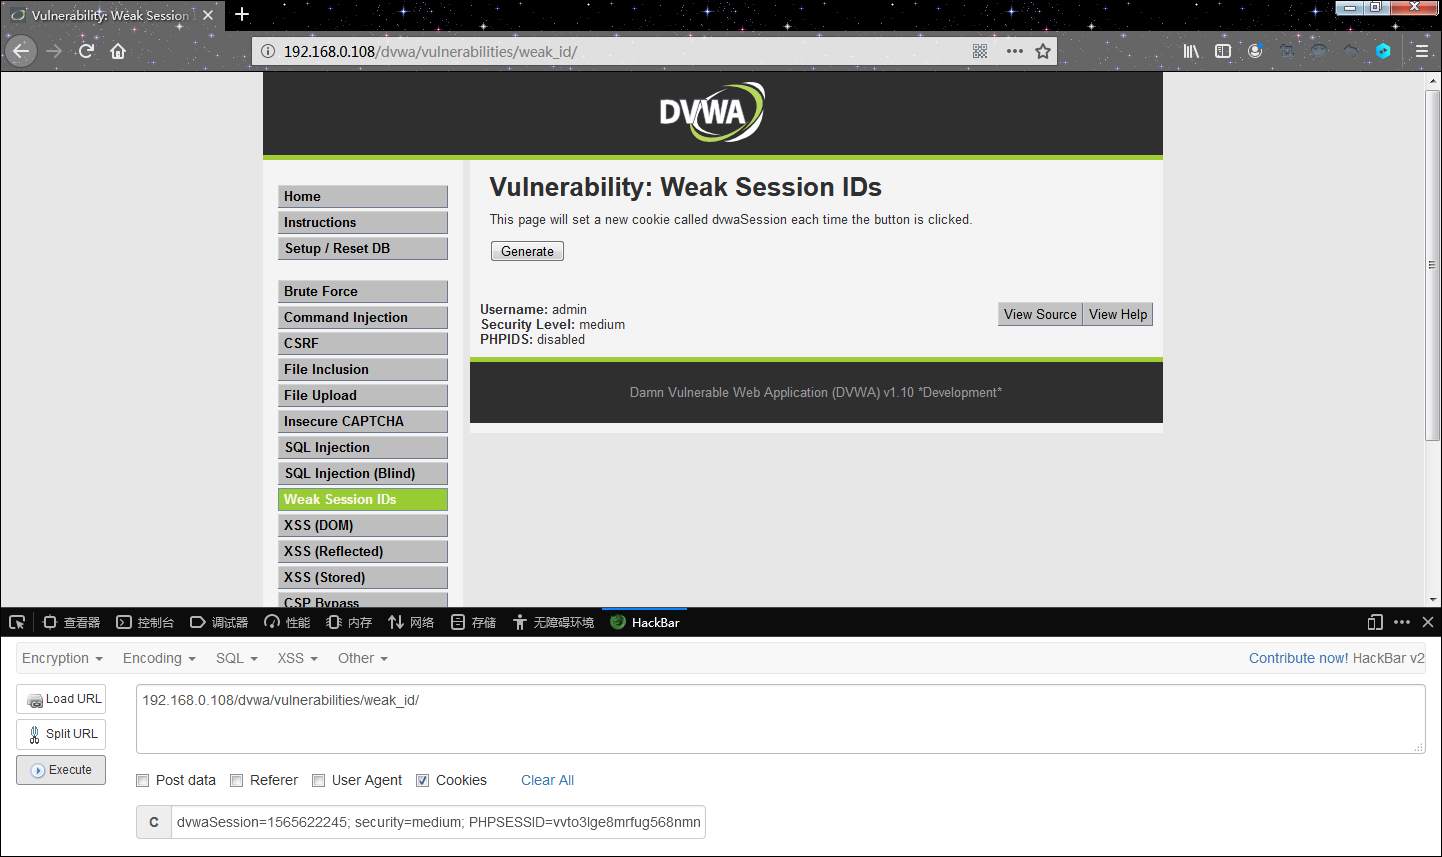 Vulnerability: Weak Session
192.168.0.108/dvwa/vulnerabilities/weak_id/
DVWA
Vulnerability: Weak Session IDs
This page will set a new cookie called dvwaSession each time the button is clicked.
Generate
Home
Instructions
Setup / Reset DB
Brute Force
Command Injection
CSRF
File Inclusion
File Upload
Insecure CAPTCHA
SQL Injection
SQL Injection (Blind)
Weak Session IDs
XSS (DOM)
XSS (Reflected)
XSS (Stored)
CSP Bypass
Username: admin
Security Level: medium
PHPIDS: disabled
View Source View Help
Damn Vulnerable Web Application (DVWA) v1.10 *Development*
查看器 控制台 调试器 性能 内存 网络 存储 无障碍环境 HackBar
Encryption Encoding SQL XSS Other Contribute now! HackBar v2
Load URL
Split URL
Execute
192.168.0.108/dvwa/vulnerabilities/weak_id/
Post data Referer User Agent Cookies Clear All
C dvwaSession=1565622245; security=medium; PHPSESSID=vvto3lge8mrfug568nmn